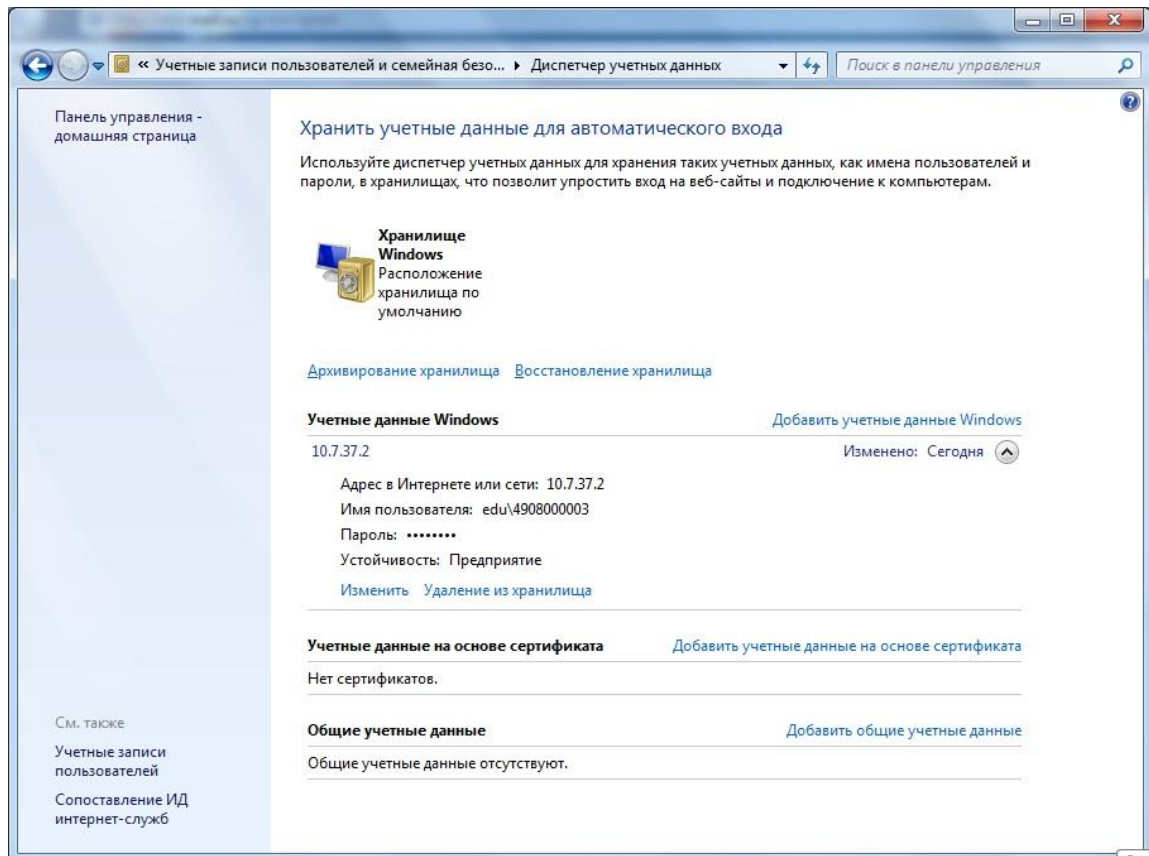 « Учетные записи пользователей и семейная безо... ▸ Диспетчер учетных данных
Поиск в панели управления
Панель управления -
домашняя страница
Хранить учетные данные для автоматического входа
Используйте диспетчер учетных данных для хранения таких учетных данных, как имена пользователей и
пароли, в хранилищах, что позволит упростить вход на веб-сайты и подключение к компьютерам.
Хранилище
Windows
Расположение
хранилища по
умолчанию
Архивирование хранилища Восстановление хранилища
Учетные данные Windows Добавить учетные данные Windows
10.7.37.2 Изменено: Сегодня
Адрес в Интернете или сети: 10.7.37.2
Имя пользователя: edu\4908000003
Пароль: ••••••••
Устойчивость: Предприятие
Изменить Удаление из хранилища
Учетные данные на основе сертификата Добавить учетные данные на основе сертификата
Нет сертификатов.
Общие учетные данные Добавить общие учетные данные
Общие учетные данные отсутствуют.
См. также
Учетные записи
пользователей
Сопоставление ИД
интернет-служб